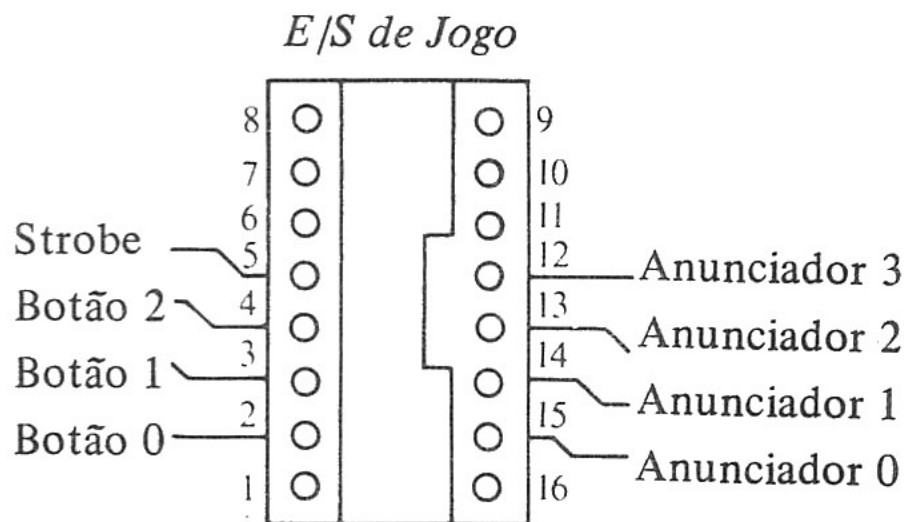 E/S de Jogo
8 9
7 10
6 11
Strobe 5 12 Anunciador 3
Botão 2 4 13 Anunciador 2
Botão 1 3 14 Anunciador 1
Botão 0 2 15 Anunciador 0
1 16